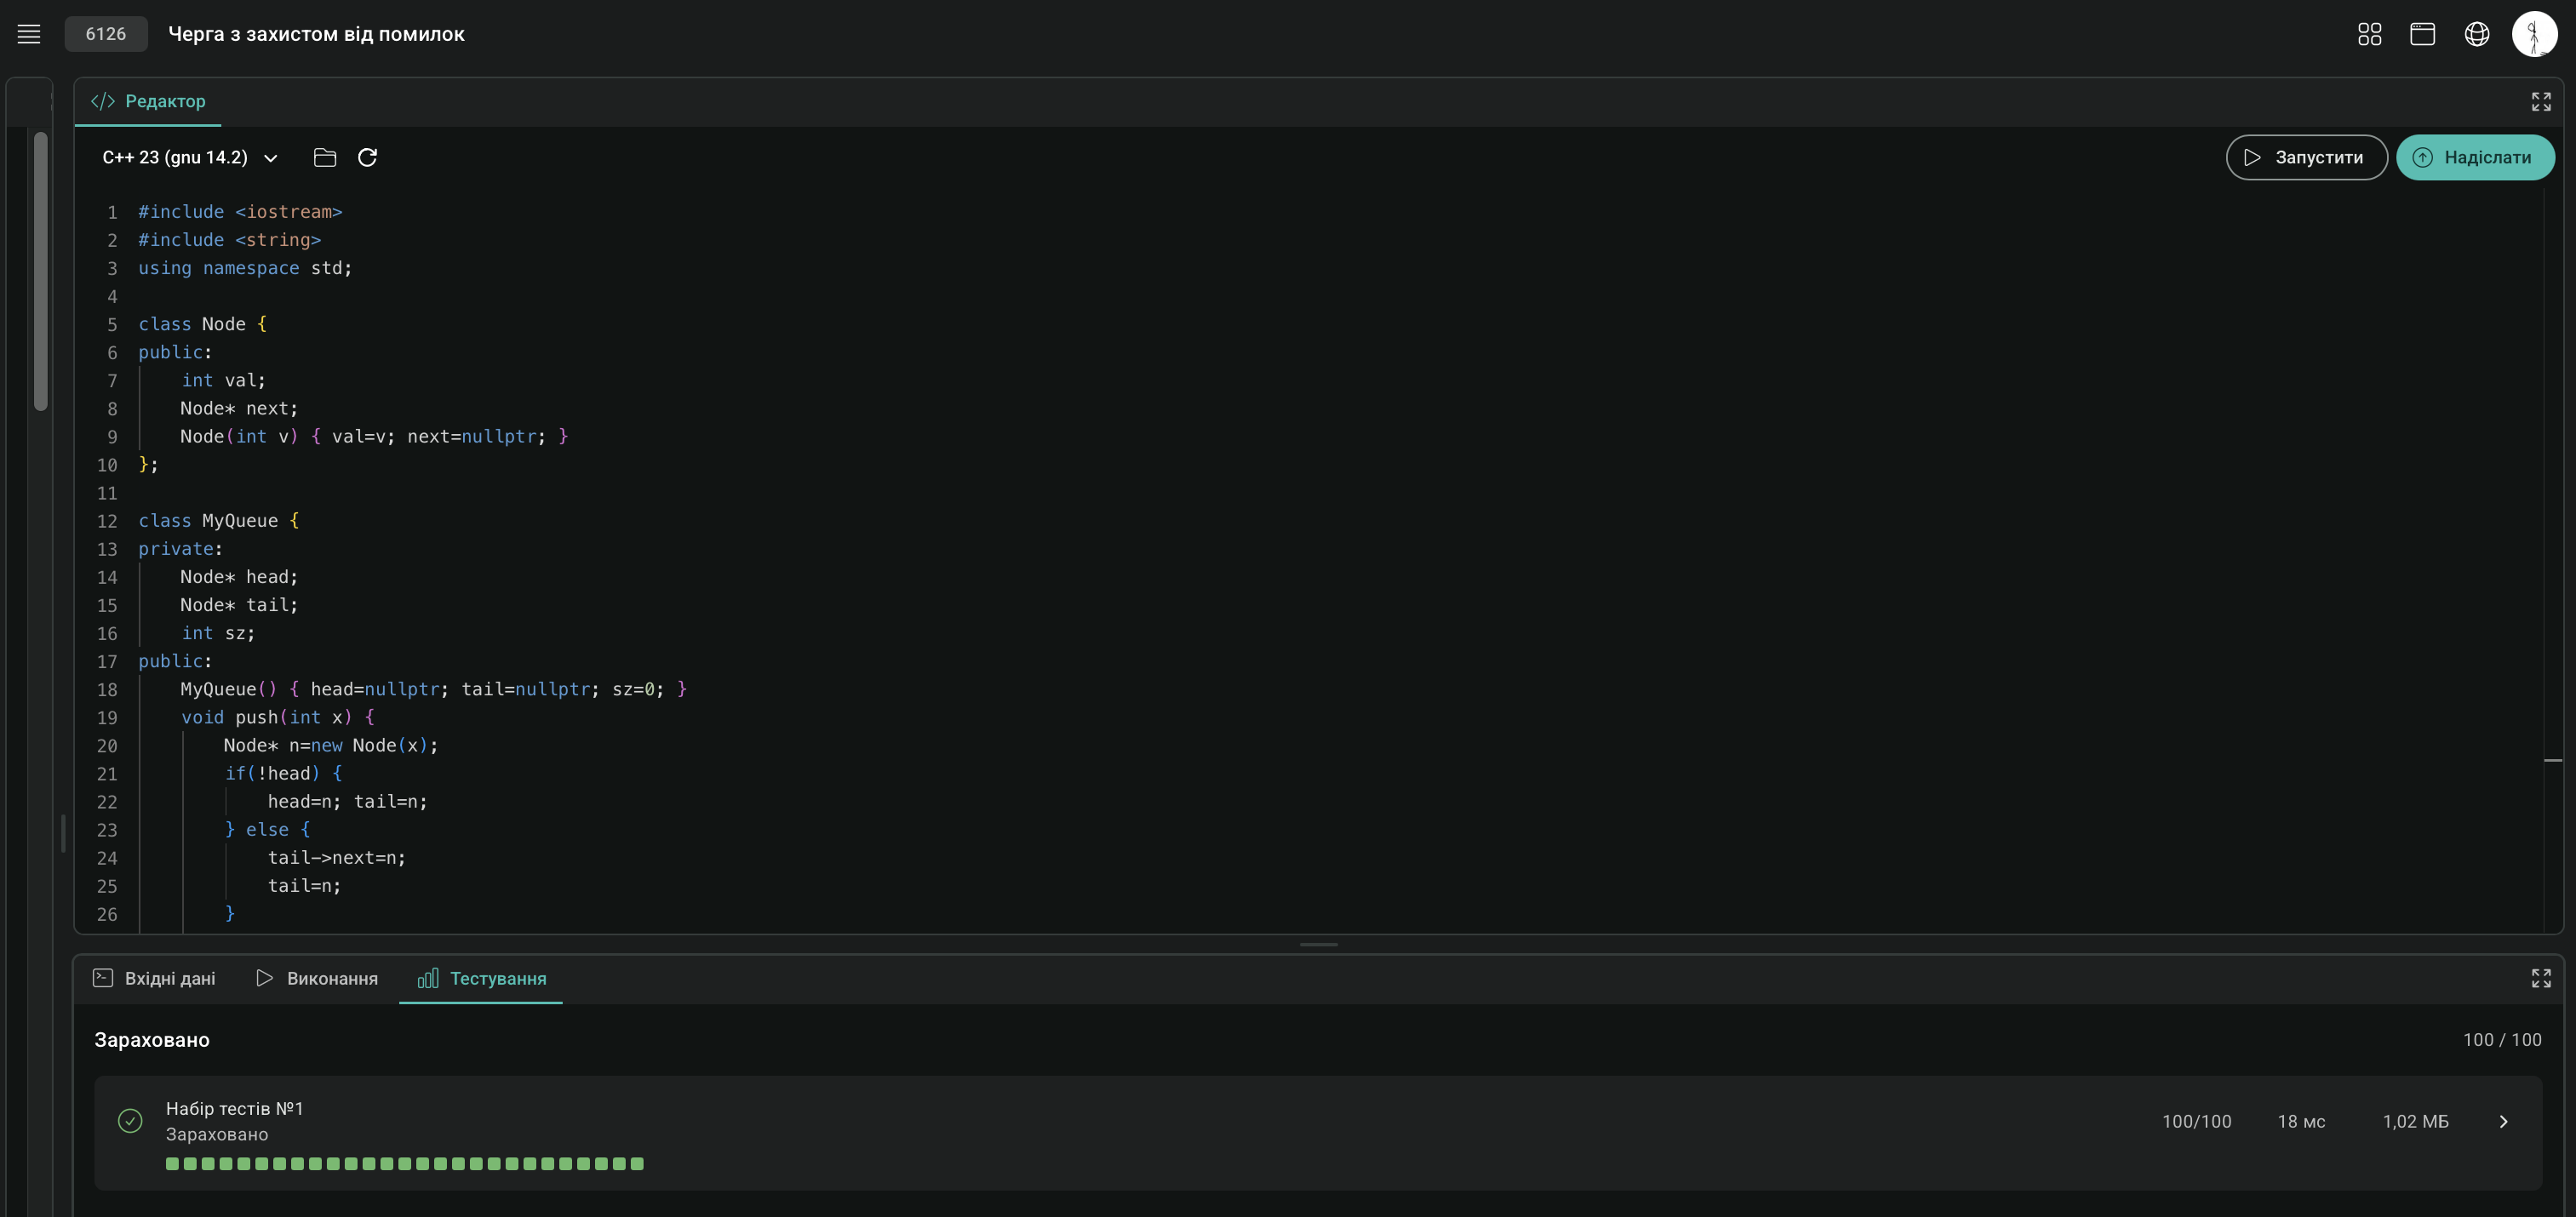 6126 Черга з захистом від помилок
Редактор
C++ 23 (gnu 14.2)
Запустити
Надіслати
1 #include <iostream>
2 #include <string>
3 using namespace std;
4
5 class Node {
6 public:
7     int val;
8     Node* next;
9     Node(int v) { val=v; next=nullptr; }
10 };
11
12 class MyQueue {
13 private:
14     Node* head;
15     Node* tail;
16     int sz;
17 public:
18     MyQueue() { head=nullptr; tail=nullptr; sz=0; }
19     void push(int x) {
20         Node* n=new Node(x);
21         if(!head) {
22             head=n; tail=n;
23         } else {
24             tail->next=n;
25             tail=n;
26         }
Вхідні дані
Виконання
Тестування
Зараховано
100 / 100
Набір тестів №1
Зараховано
100/100
18 мс
1,02 МБ